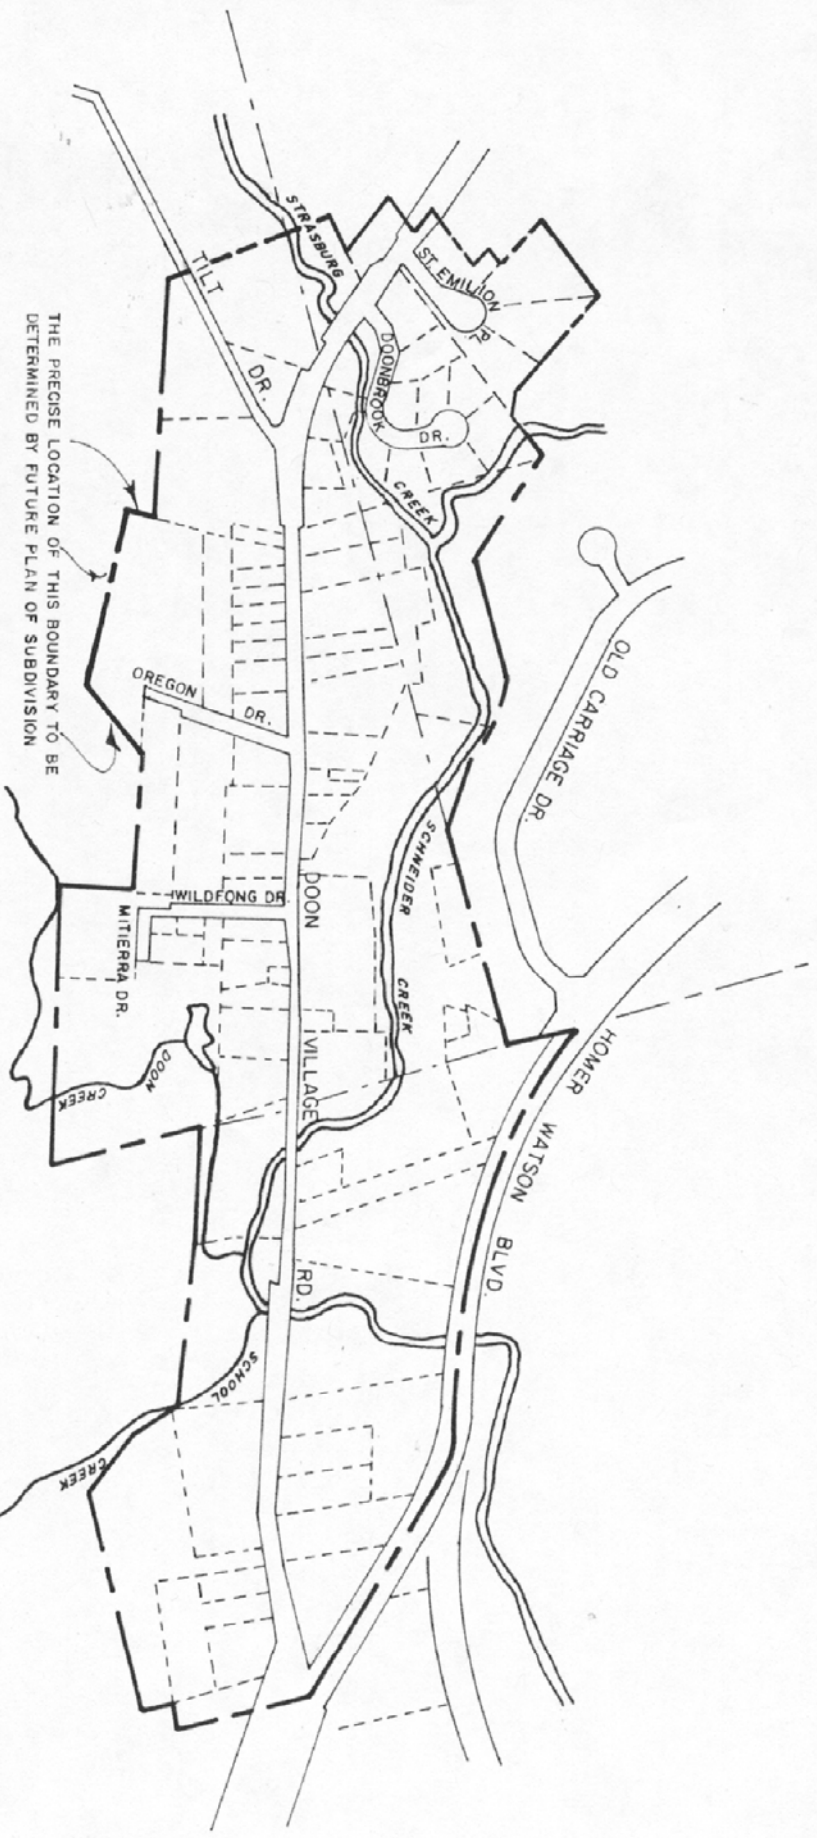 STRASBURG
CREEK
ST. EMILION
PL.
DOONBROOK
DR.
TILT
DR.
OLD CARRIAGE DR.
OREGON
DR.
SCHNEIDER
CREEK
WILDFONG DR.
MITIERRA DR.
DOON
VILLAGE
RD.
DOON
CREEK
HOMER
WATSON
BLVD.
SCHOOL
CREEK
THE PRECISE LOCATION OF THIS BOUNDARY TO BE
DETERMINED BY FUTURE PLAN OF SUBDIVISION